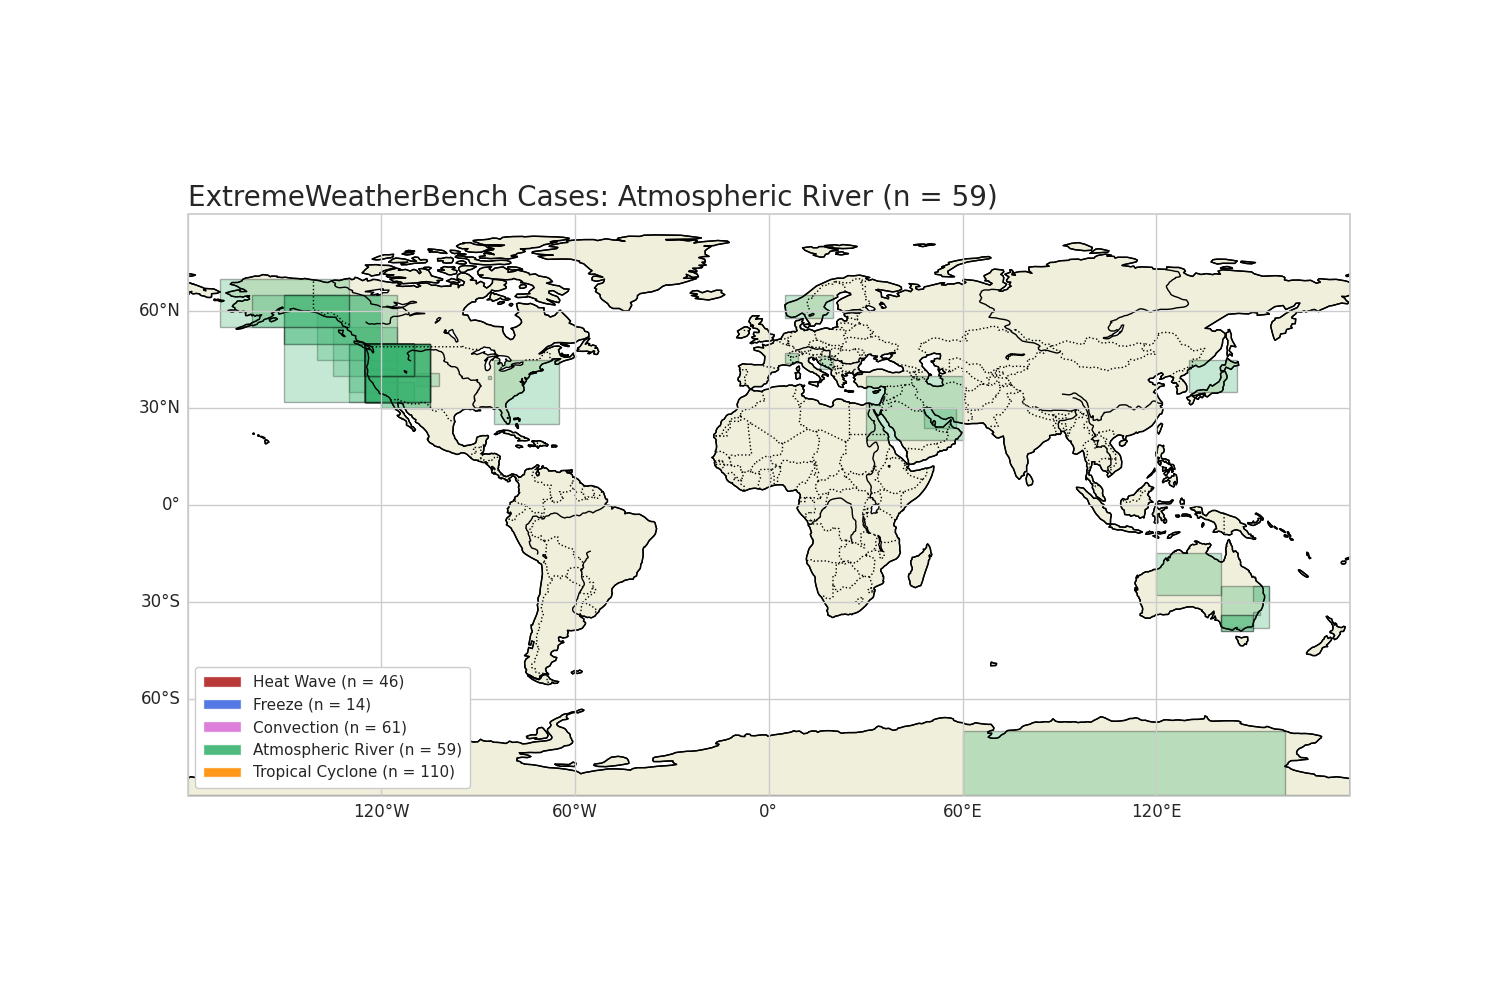 ExtremeWeatherBench Cases: Atmospheric River (n = 59)
60°N
30°N
0°
30°S
60°S
Heat Wave (n = 46)
Freeze (n = 14)
Convection (n = 61)
Atmospheric River (n = 59)
Tropical Cyclone (n = 110)
120°W
60°W
0°
60°E
120°E